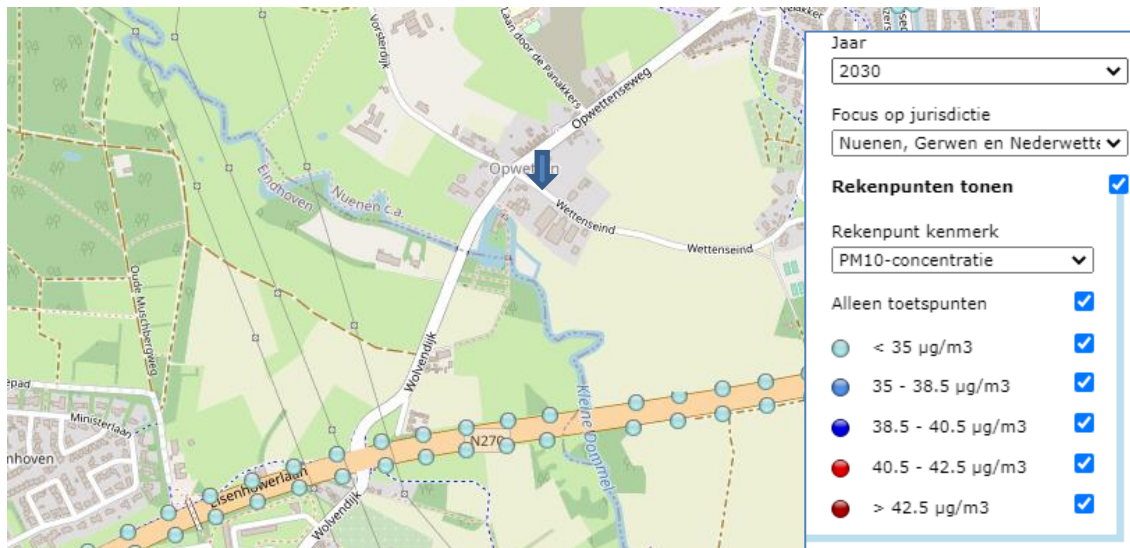 Vorsterdijk
Laan door de Panakkers
Opwettenseweg
Opwetten
Eindhoven
Nuenen c.a.
Wettenseind
Wettenseind
Oude Muschbergweg
Wolvendijk
Kleine Dommel
epad
Ministerlaan
mhoven
N270
Eisenhowerlaan
Wolvendijk
Jaar
2030
Focus op jurisdictie
Nuenen, Gerwen en Nederwette
Rekenpunten tonen
Rekenpunt kenmerk
PM10-concentratie
Alleen toetspunten
< 35 µg/m3
35 - 38.5 µg/m3
38.5 - 40.5 µg/m3
40.5 - 42.5 µg/m3
> 42.5 µg/m3